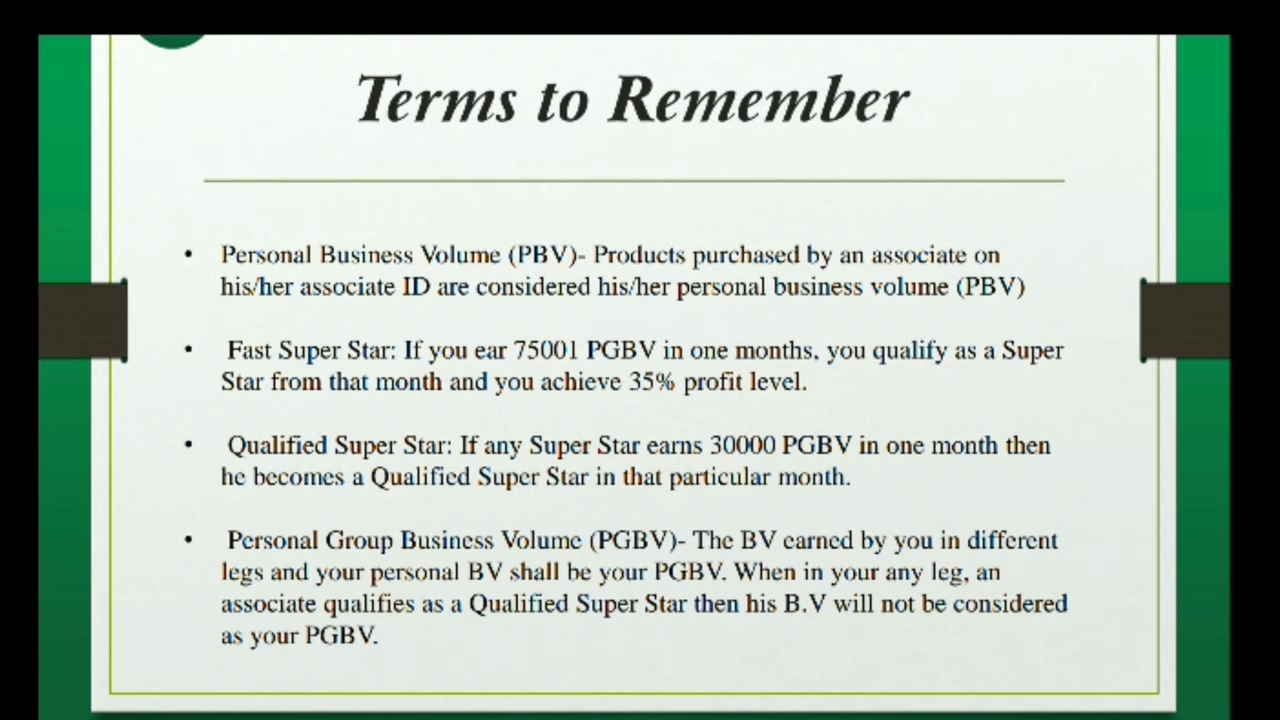 Terms to Remember
• Personal Business Volume (PBV)- Products purchased by an associate on
his/her associate ID are considered his/her personal business volume (PBV)
• Fast Super Star: If you ear 75001 PGBV in one months, you qualify as a Super
Star from that month and you achieve 35% profit level.
• Qualified Super Star: If any Super Star earns 30000 PGBV in one month then
he becomes a Qualified Super Star in that particular month.
• Personal Group Business Volume (PGBV)- The BV earned by you in different
legs and your personal BV shall be your PGBV. When in your any leg, an
associate qualifies as a Qualified Super Star then his B.V will not be considered
as your PGBV.